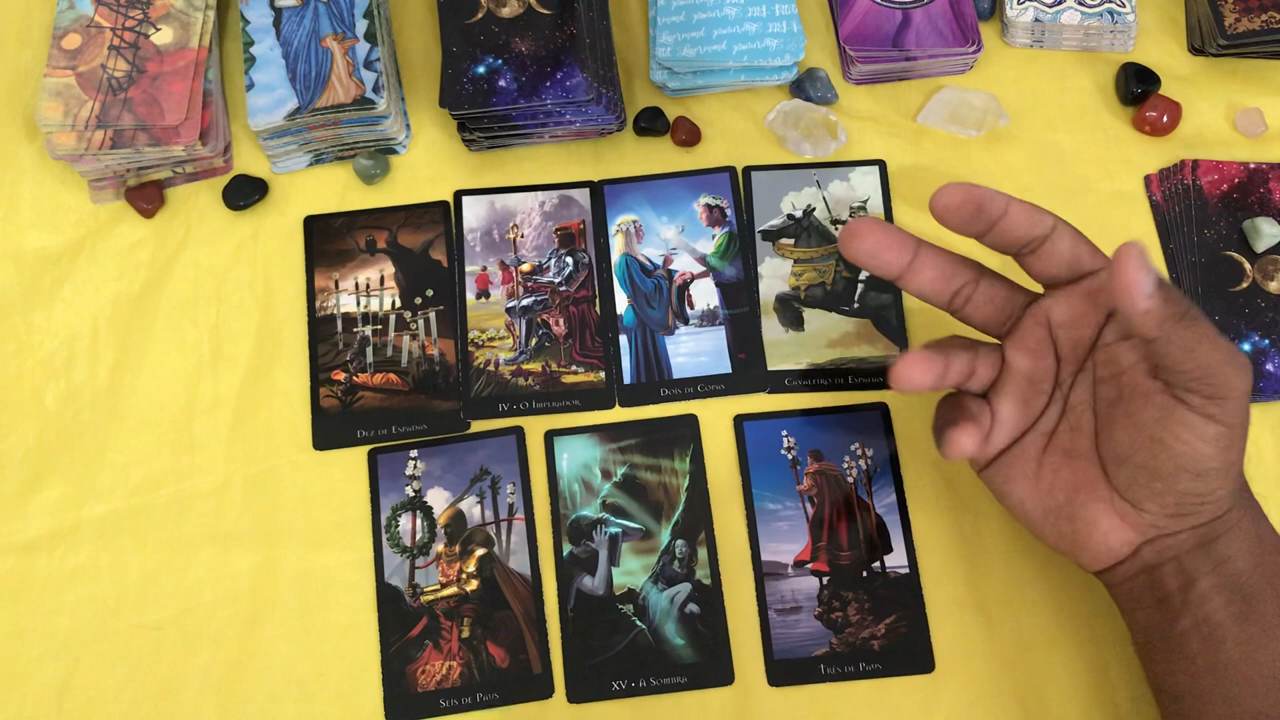 DEZ DE ESPADAS
IV • O IMPERADOR
DOIS DE COPAS
CAVALEIRO DE ESPADAS
SEIS DE PAUS
XV • A SOMBRA
TRÊS DE PAUS